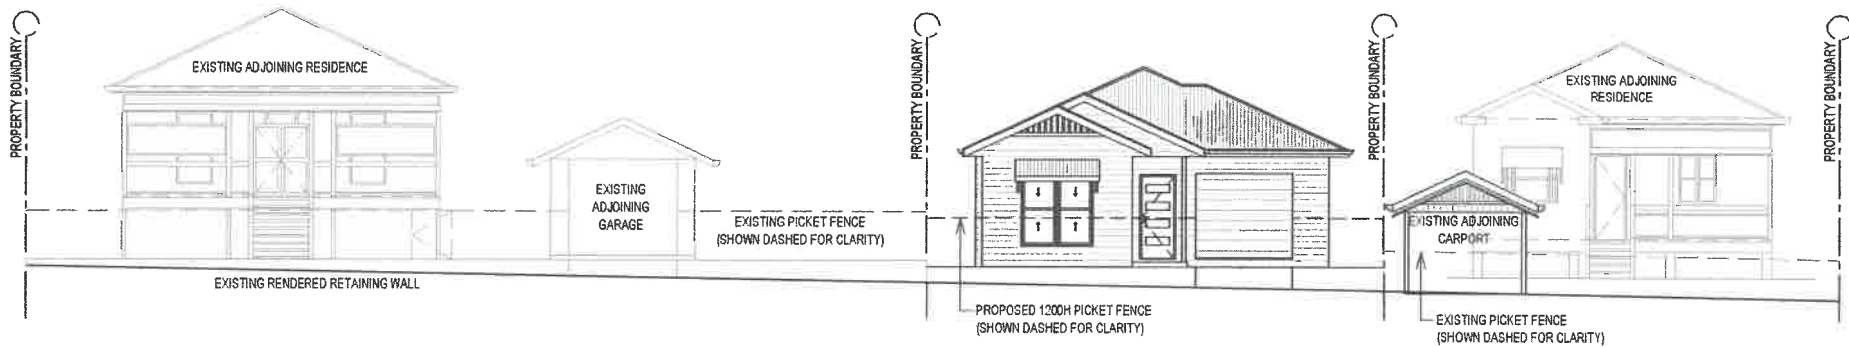 PROPERTY BOUNDARY
EXISTING ADJOINING RESIDENCE
EXISTING
ADJOINING
GARAGE
EXISTING PICKET FENCE
(SHOWN DASHED FOR CLARITY)
EXISTING RENDERED RETAINING WALL
PROPERTY BOUNDARY
PROPOSED 1200H PICKET FENCE
(SHOWN DASHED FOR CLARITY)
PROPERTY BOUNDARY
EXISTING ADJOINING
RESIDENCE
EXISTING ADJOINING
CARPORT
EXISTING PICKET FENCE
(SHOWN DASHED FOR CLARITY)
PROPERTY BOUNDARY